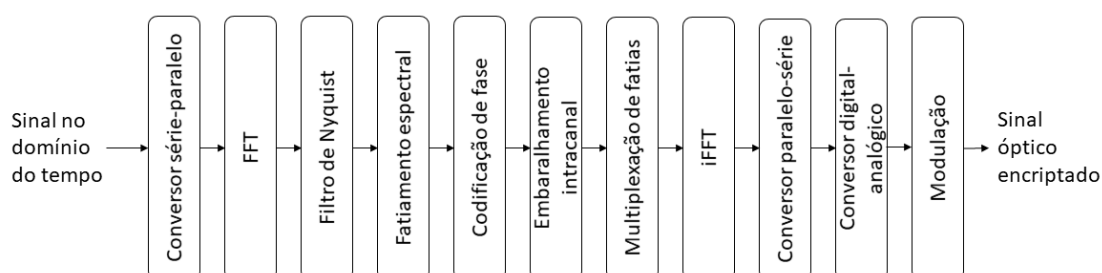 Sinal no
domínio
do tempo
Conversor série-paralelo
FFT
Filtro de Nyquist
Fatiamento espectral
Codificação de fase
Embaralhamento
intracanal
Multiplexação de fatias
iFFT
Conversor paralelo-série
Conversor digital-
analógico
Modulação
Sinal
óptico
encriptado